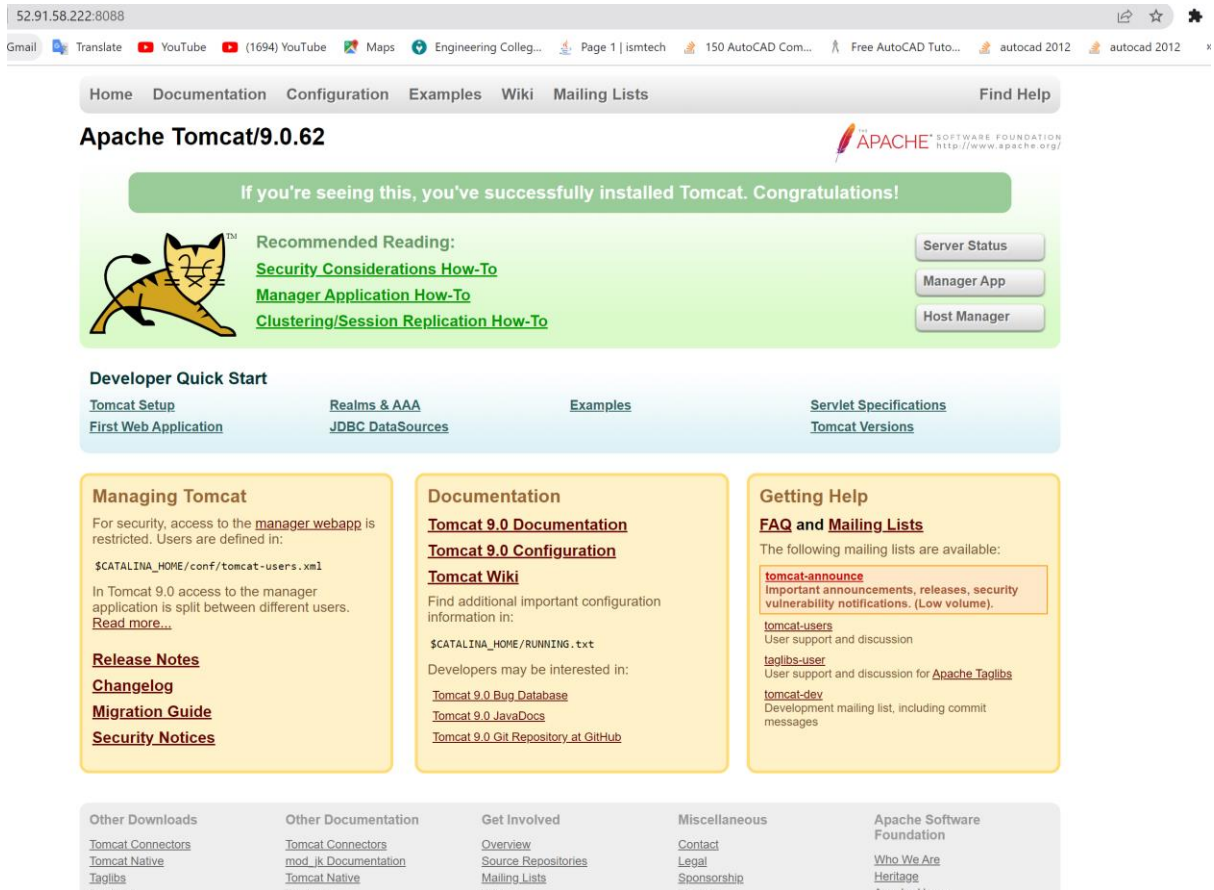 52.91.58.222:8088
Gmail Translate YouTube (1694) YouTube Maps Engineering Colleg... Page 1 | ismtech 150 AutoCAD Com... Free AutoCAD Tuto... autocad 2012 autocad 2012
Home Documentation Configuration Examples Wiki Mailing Lists Find Help
Apache Tomcat/9.0.62
THE APACHE SOFTWARE FOUNDATION
http://www.apache.org/
If you're seeing this, you've successfully installed Tomcat. Congratulations!
TM
Recommended Reading:
Security Considerations How-To
Manager Application How-To
Clustering/Session Replication How-To
Server Status
Manager App
Host Manager
Developer Quick Start
Tomcat Setup
First Web Application
Realms & AAA
JDBC DataSources
Examples
Servlet Specifications
Tomcat Versions
Managing Tomcat
For security, access to the manager webapp is
restricted. Users are defined in:
$CATALINA_HOME/conf/tomcat-users.xml
In Tomcat 9.0 access to the manager
application is split between different users.
Read more...
Release Notes
Changelog
Migration Guide
Security Notices
Documentation
Tomcat 9.0 Documentation
Tomcat 9.0 Configuration
Tomcat Wiki
Find additional important configuration
information in:
$CATALINA_HOME/RUNNING.txt
Developers may be interested in:
Tomcat 9.0 Bug Database
Tomcat 9.0 JavaDocs
Tomcat 9.0 Git Repository at GitHub
Getting Help
FAQ and Mailing Lists
The following mailing lists are available:
tomcat-announce
Important announcements, releases, security
vulnerability notifications. (Low volume).
tomcat-users
User support and discussion
taglibs-user
User support and discussion for Apache Taglibs
tomcat-dev
Development mailing list, including commit
messages
Other Downloads
Tomcat Connectors
Tomcat Native
Taglibs
Other Documentation
Tomcat Connectors
mod_jk Documentation
Tomcat Native
Get Involved
Overview
Source Repositories
Mailing Lists
Miscellaneous
Contact
Legal
Sponsorship
Apache Software
Foundation
Who We Are
Heritage